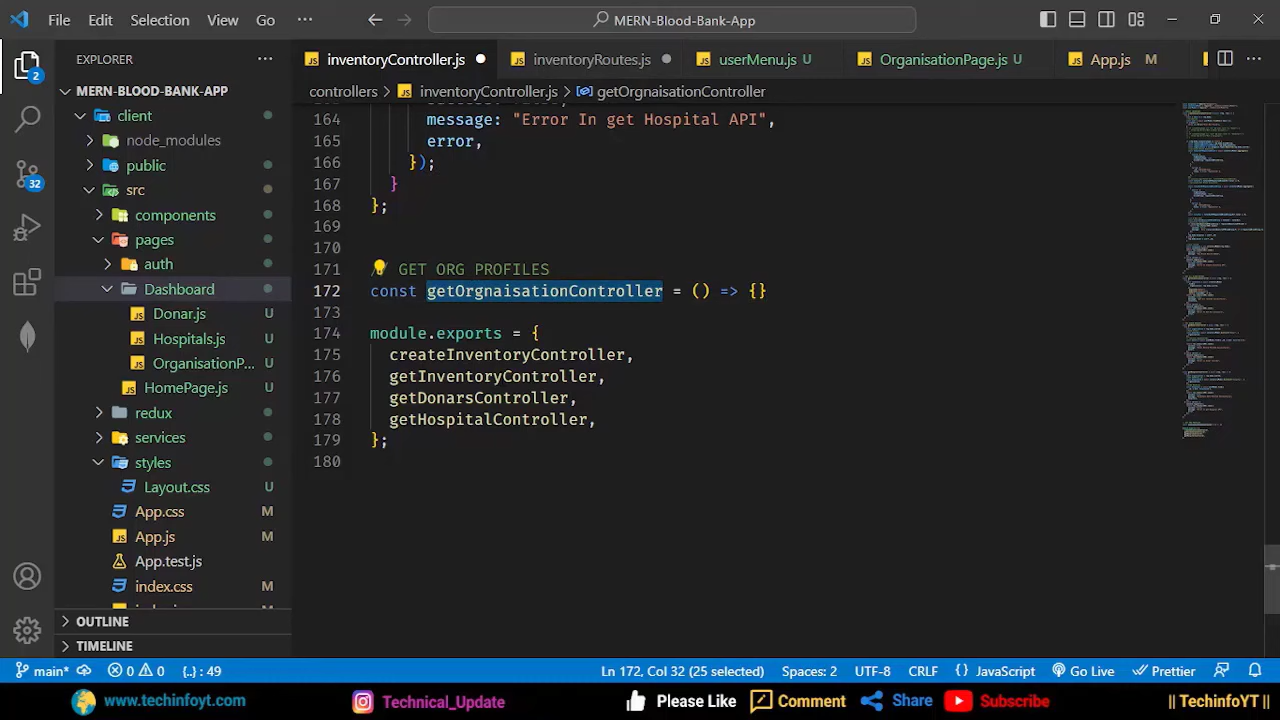 File Edit Selection View Go ··· MERN-Blood-Bank-App
EXPLORER ···
inventoryController.js inventoryRoutes.js userMenu.js U OrganisationPage.js U App.js M ···
controllers > inventoryController.js > getOrgnaisationController
2
32
MERN-BLOOD-BANK-APP
client
node_modules
public
src
components
pages
auth
Dashboard
Donar.js U
Hospitals.js U
OrganisationP... U
HomePage.js U
redux
services
styles
Layout.css U
App.css M
App.js M
App.test.js
index.css M
OUTLINE
TIMELINE
164 message: "Error In get Hospital API",
165 error,
166 });
167 }
168 };
169
170
171 // GET ORG PROFILES
172 const getOrgnaisationController = () => {}
173
174 module.exports = {
175 createInventoryController,
176 getInventoryController,
177 getDonarsController,
178 getHospitalController,
179 };
180
main* 0 0 {..} : 49 Ln 172, Col 32 (25 selected) Spaces: 2 UTF-8 CRLF {} JavaScript Go Live Prettier
www.techinfoyt.com Technical_Update Please Like Comment Share Subscribe || TechinfoYT ||